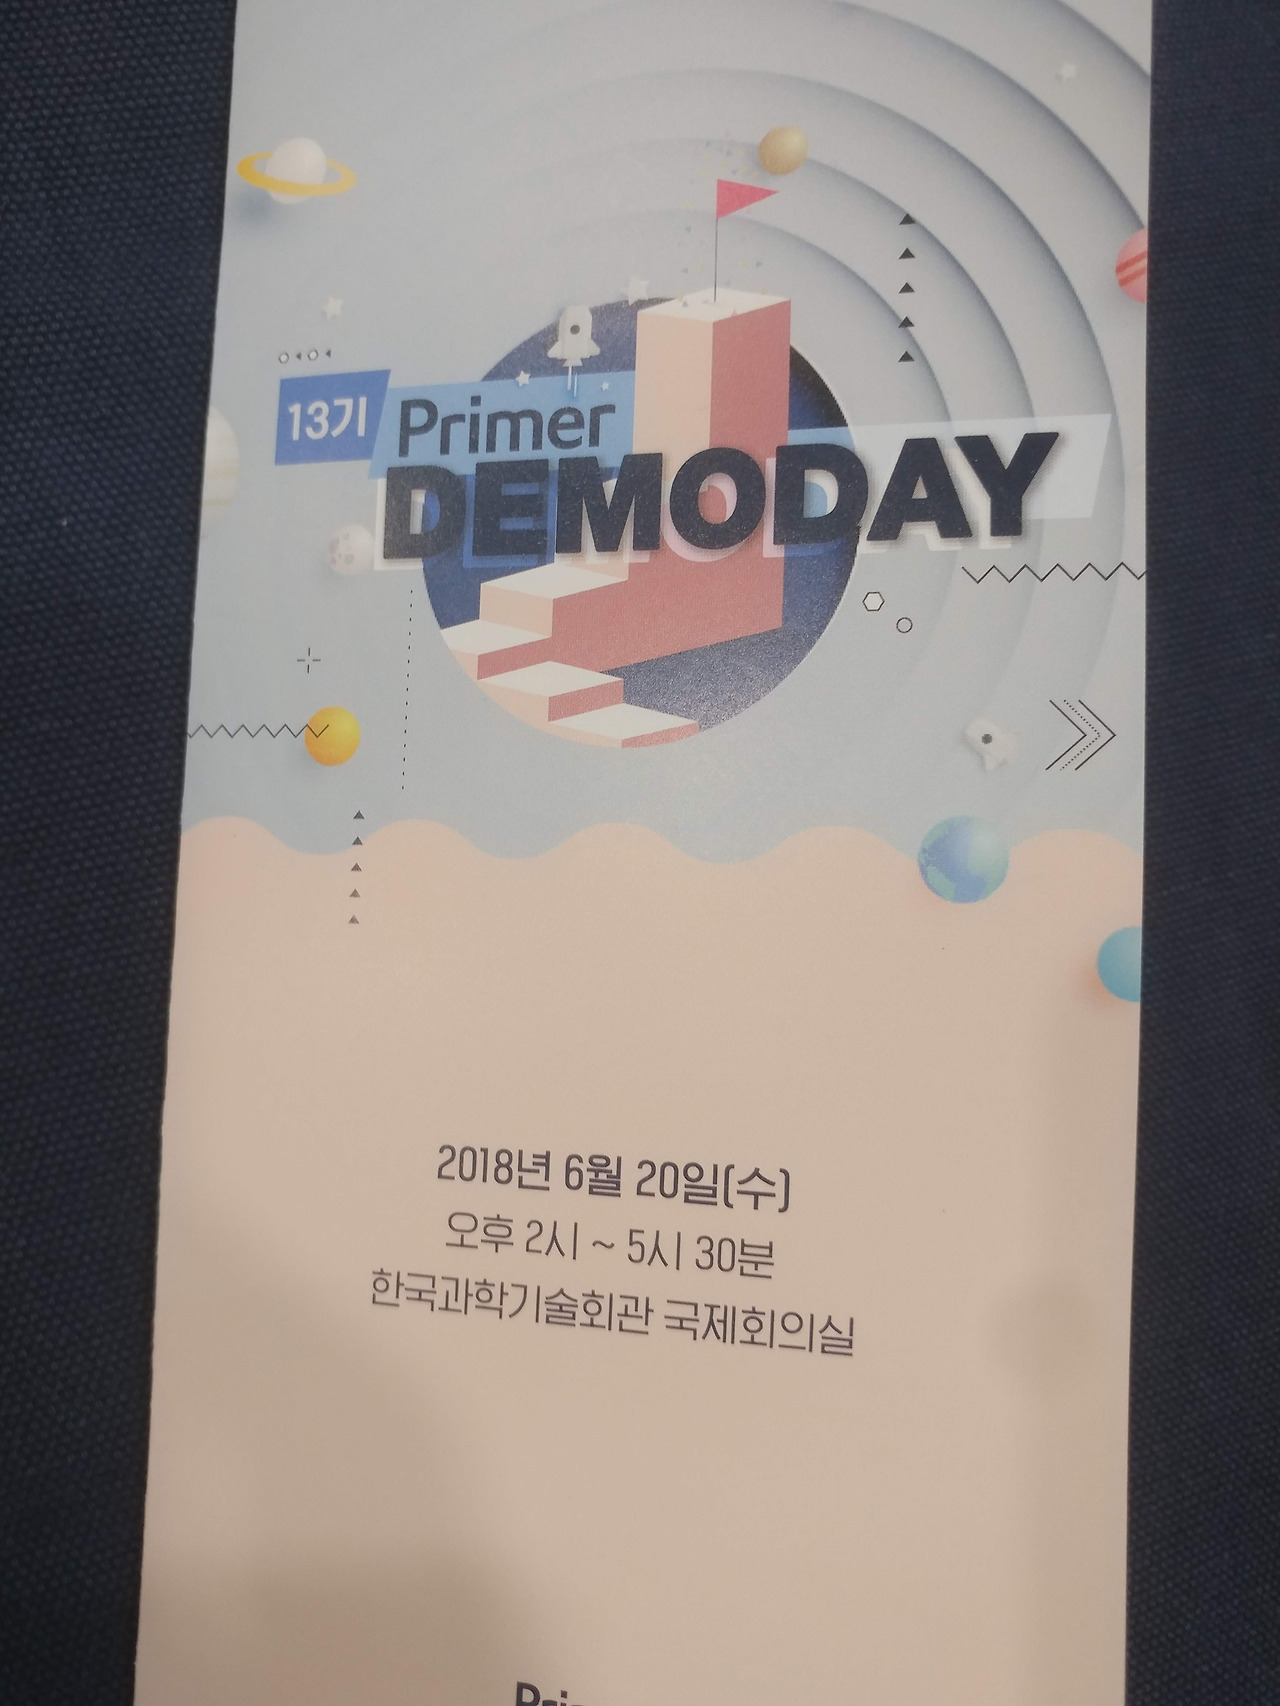 13기 Primer
DEMODAY
2018년 6월 20일(수)
오후 2시 ~ 5시 30분
한국과학기술회관 국제회의실